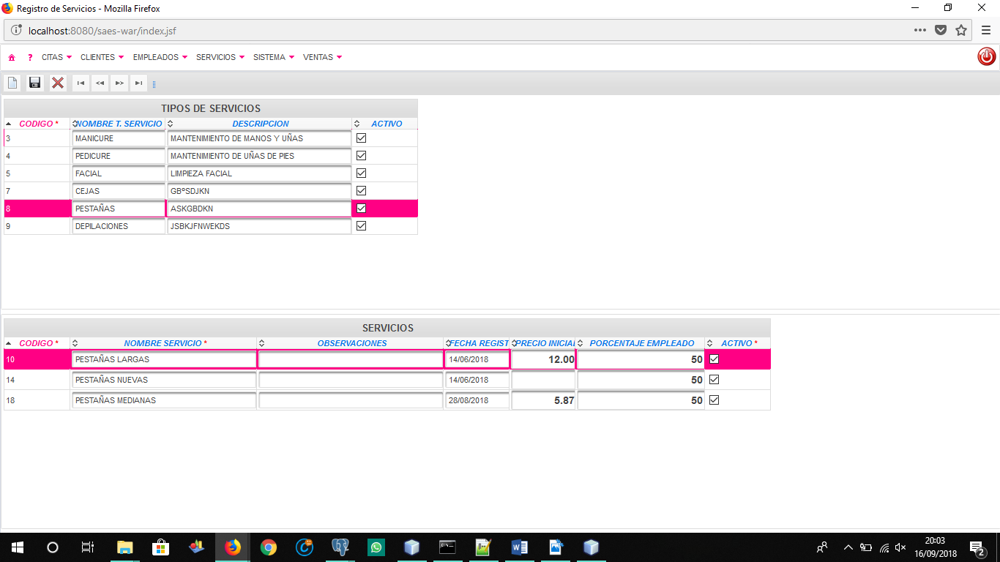 Registro de Servicios - Mozilla Firefox
localhost:8080/saes-war/index.jsf
? CITAS CLIENTES EMPLEADOS SERVICIOS SISTEMA VENTAS
TIPOS DE SERVICIOS
CODIGO * NOMBRE T. SERVICIO DESCRIPCION ACTIVO
3 MANICURE MANTENIMIENTO DE MANOS Y UÑAS
4 PEDICURE MANTENIMIENTO DE UÑAS DE PIES
5 FACIAL LIMPIEZA FACIAL
7 CEJAS GBºSDJKN
8 PESTAÑAS ASKGBDKN
9 DEPILACIONES JSBKJFNWEKDS
SERVICIOS
CODIGO * NOMBRE SERVICIO * OBSERVACIONES FECHA REGIST PRECIO INICIAL PORCENTAJE EMPLEADO ACTIVO *
10 PESTAÑAS LARGAS 14/06/2018 12.00 50
14 PESTAÑAS NUEVAS 14/06/2018 50
18 PESTAÑAS MEDIANAS 28/08/2018 5.87 50
20:03
16/09/2018
2